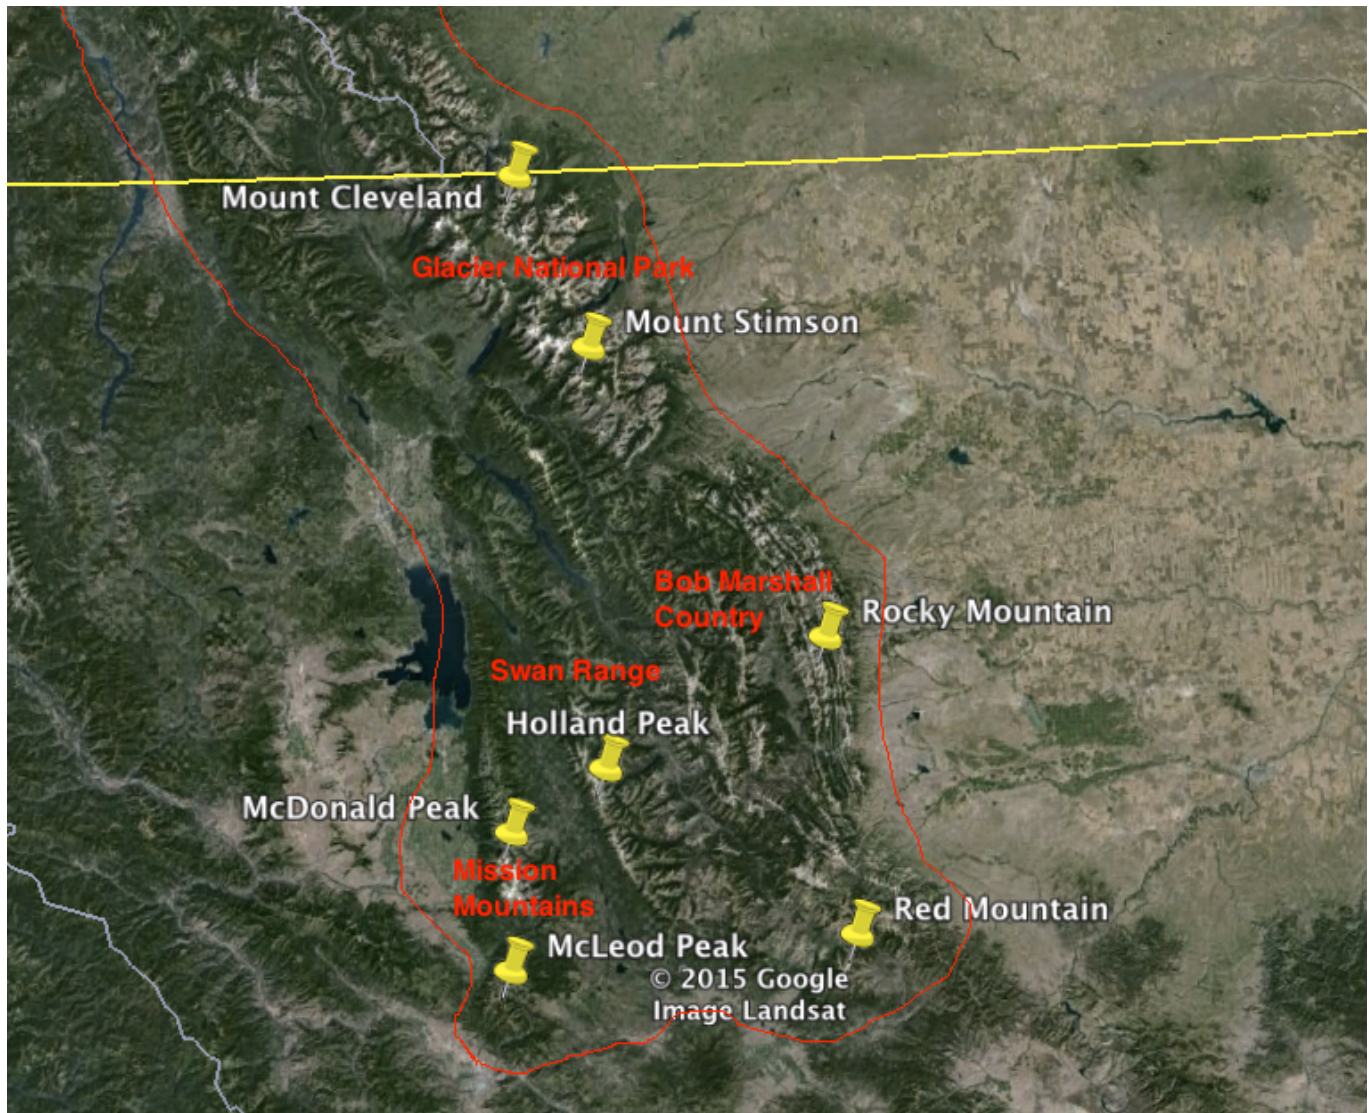 Mount Cleveland
Glacier National Park
Mount Stimson
Bob Marshall
Country
Rocky Mountain
Swan Range
Holland Peak
McDonald Peak
Mission
Mountains
Red Mountain
McLeod Peak
© 2015 Google
Image Landsat